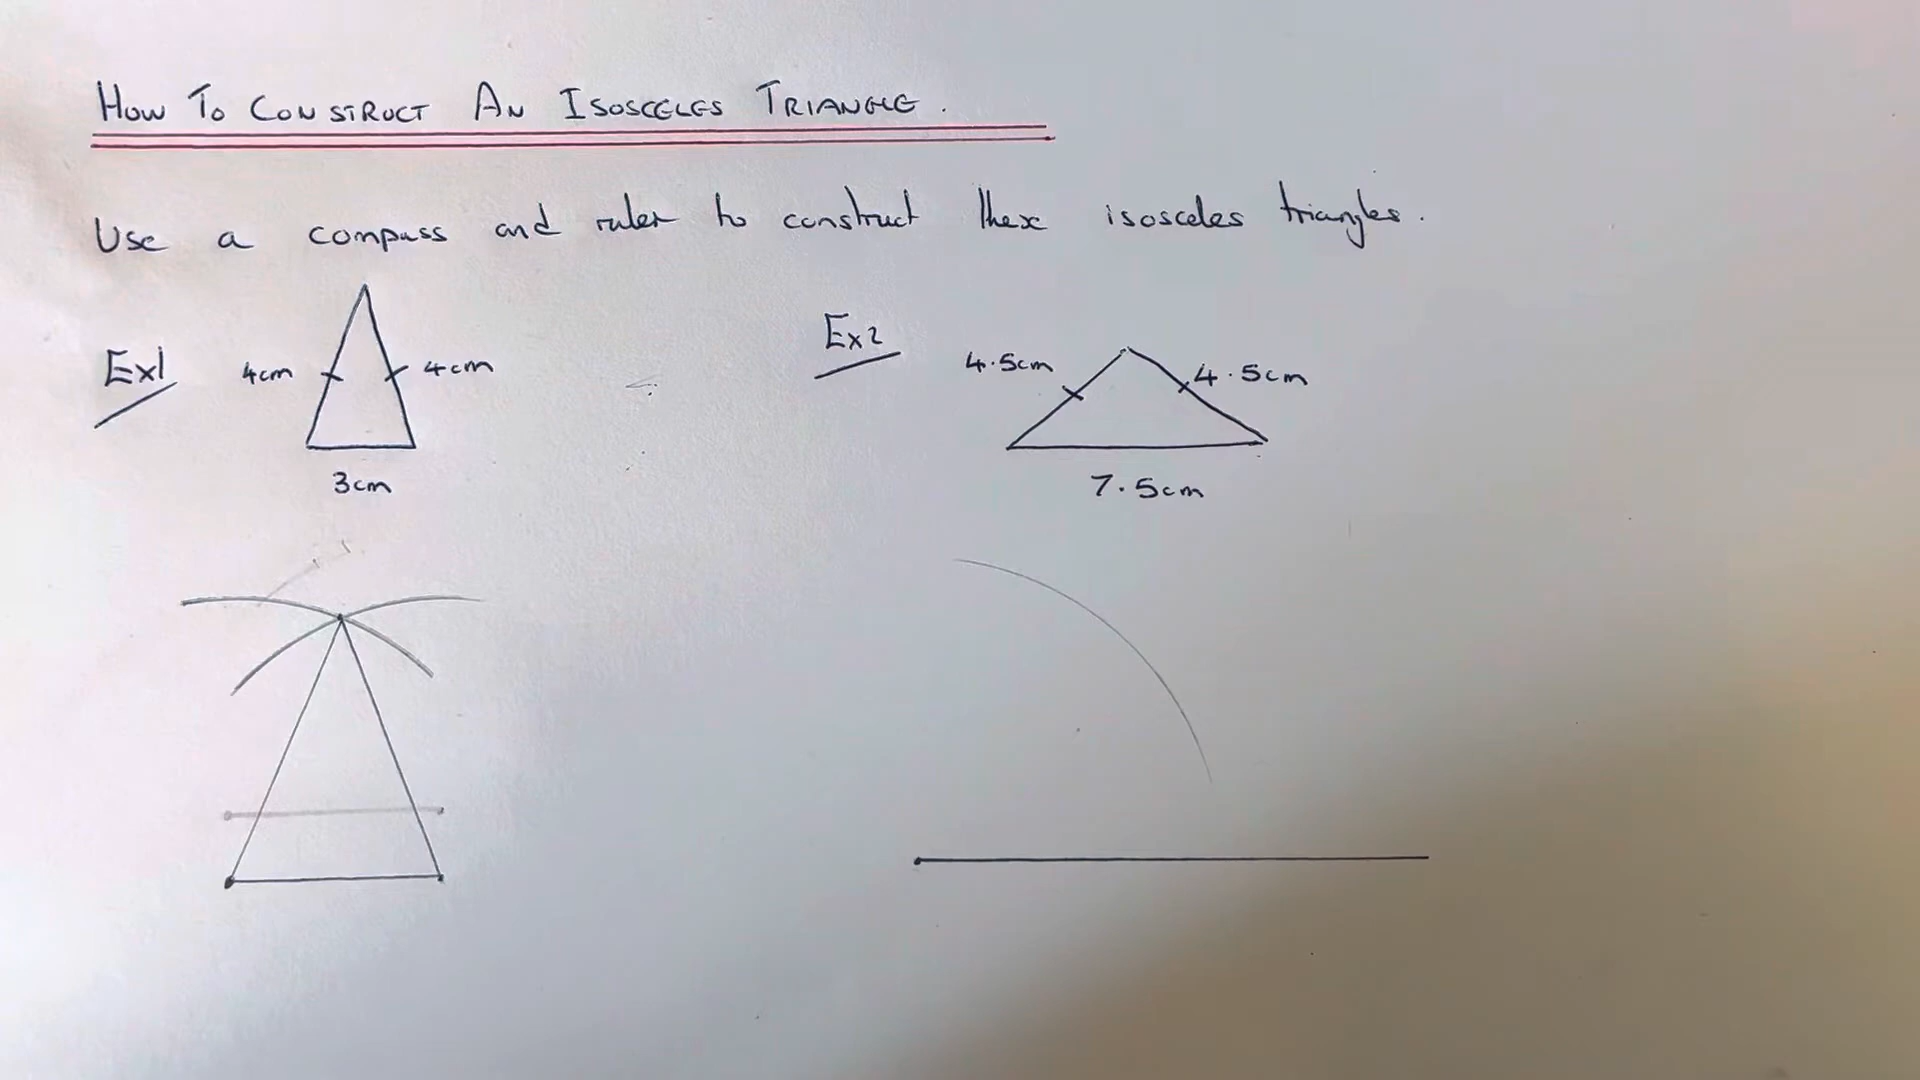 How To Construct An Isosceles Triangle.
Use a compass and ruler to construct these isosceles triangles.
Ex1
4cm
4cm
3cm
Ex2
4.5cm
4.5cm
7.5cm